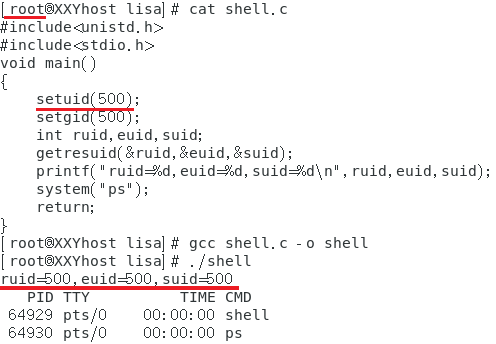 [root@XXYhost lisa]# cat shell.c
#include<unistd.h>
#include<stdio.h>
void main()
{
    setuid(500);
    setgid(500);
    int ruid,euid,suid;
    getresuid(&ruid,&euid,&suid);
    printf("ruid=%d,euid=%d,suid=%d\n",ruid,euid,suid);
    system("ps");
    return;
}
[root@XXYhost lisa]# gcc shell.c -o shell
[root@XXYhost lisa]# ./shell
ruid=500,euid=500,suid=500
   PID TTY          TIME CMD
 64929 pts/0    00:00:00 shell
 64930 pts/0    00:00:00 ps